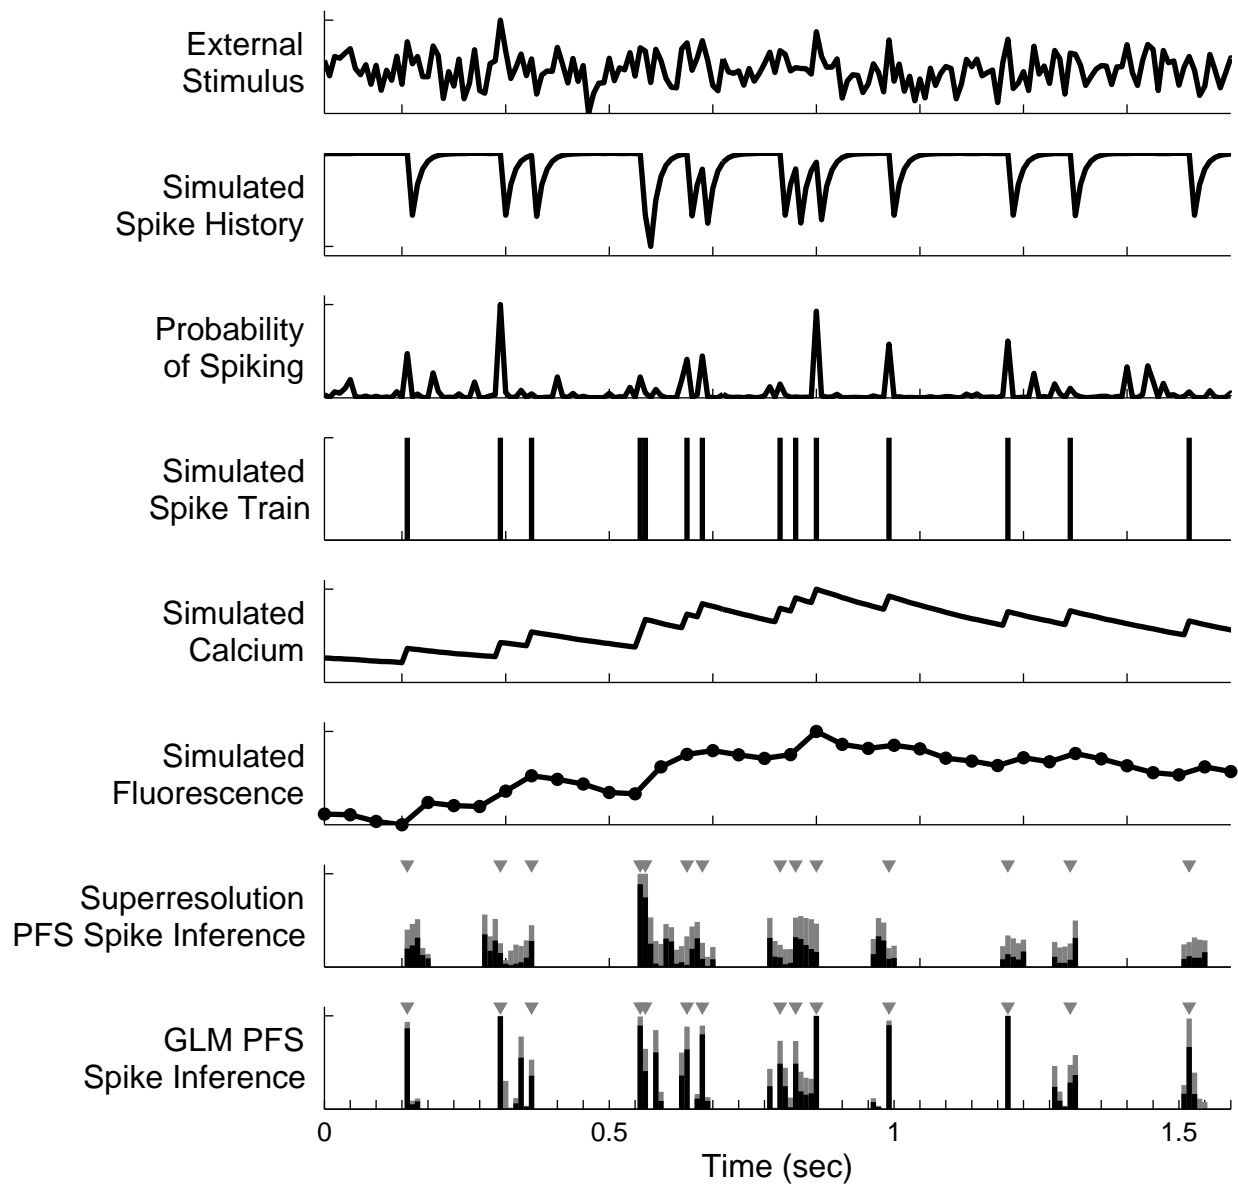 External
Stimulus
Simulated
Spike History
Probability
of Spiking
Simulated
Spike Train
Simulated
Calcium
Simulated
Fluorescence
Superresolution
PFS Spike Inference
GLM PFS
Spike Inference
0 0.5 1 1.5
Time (sec)